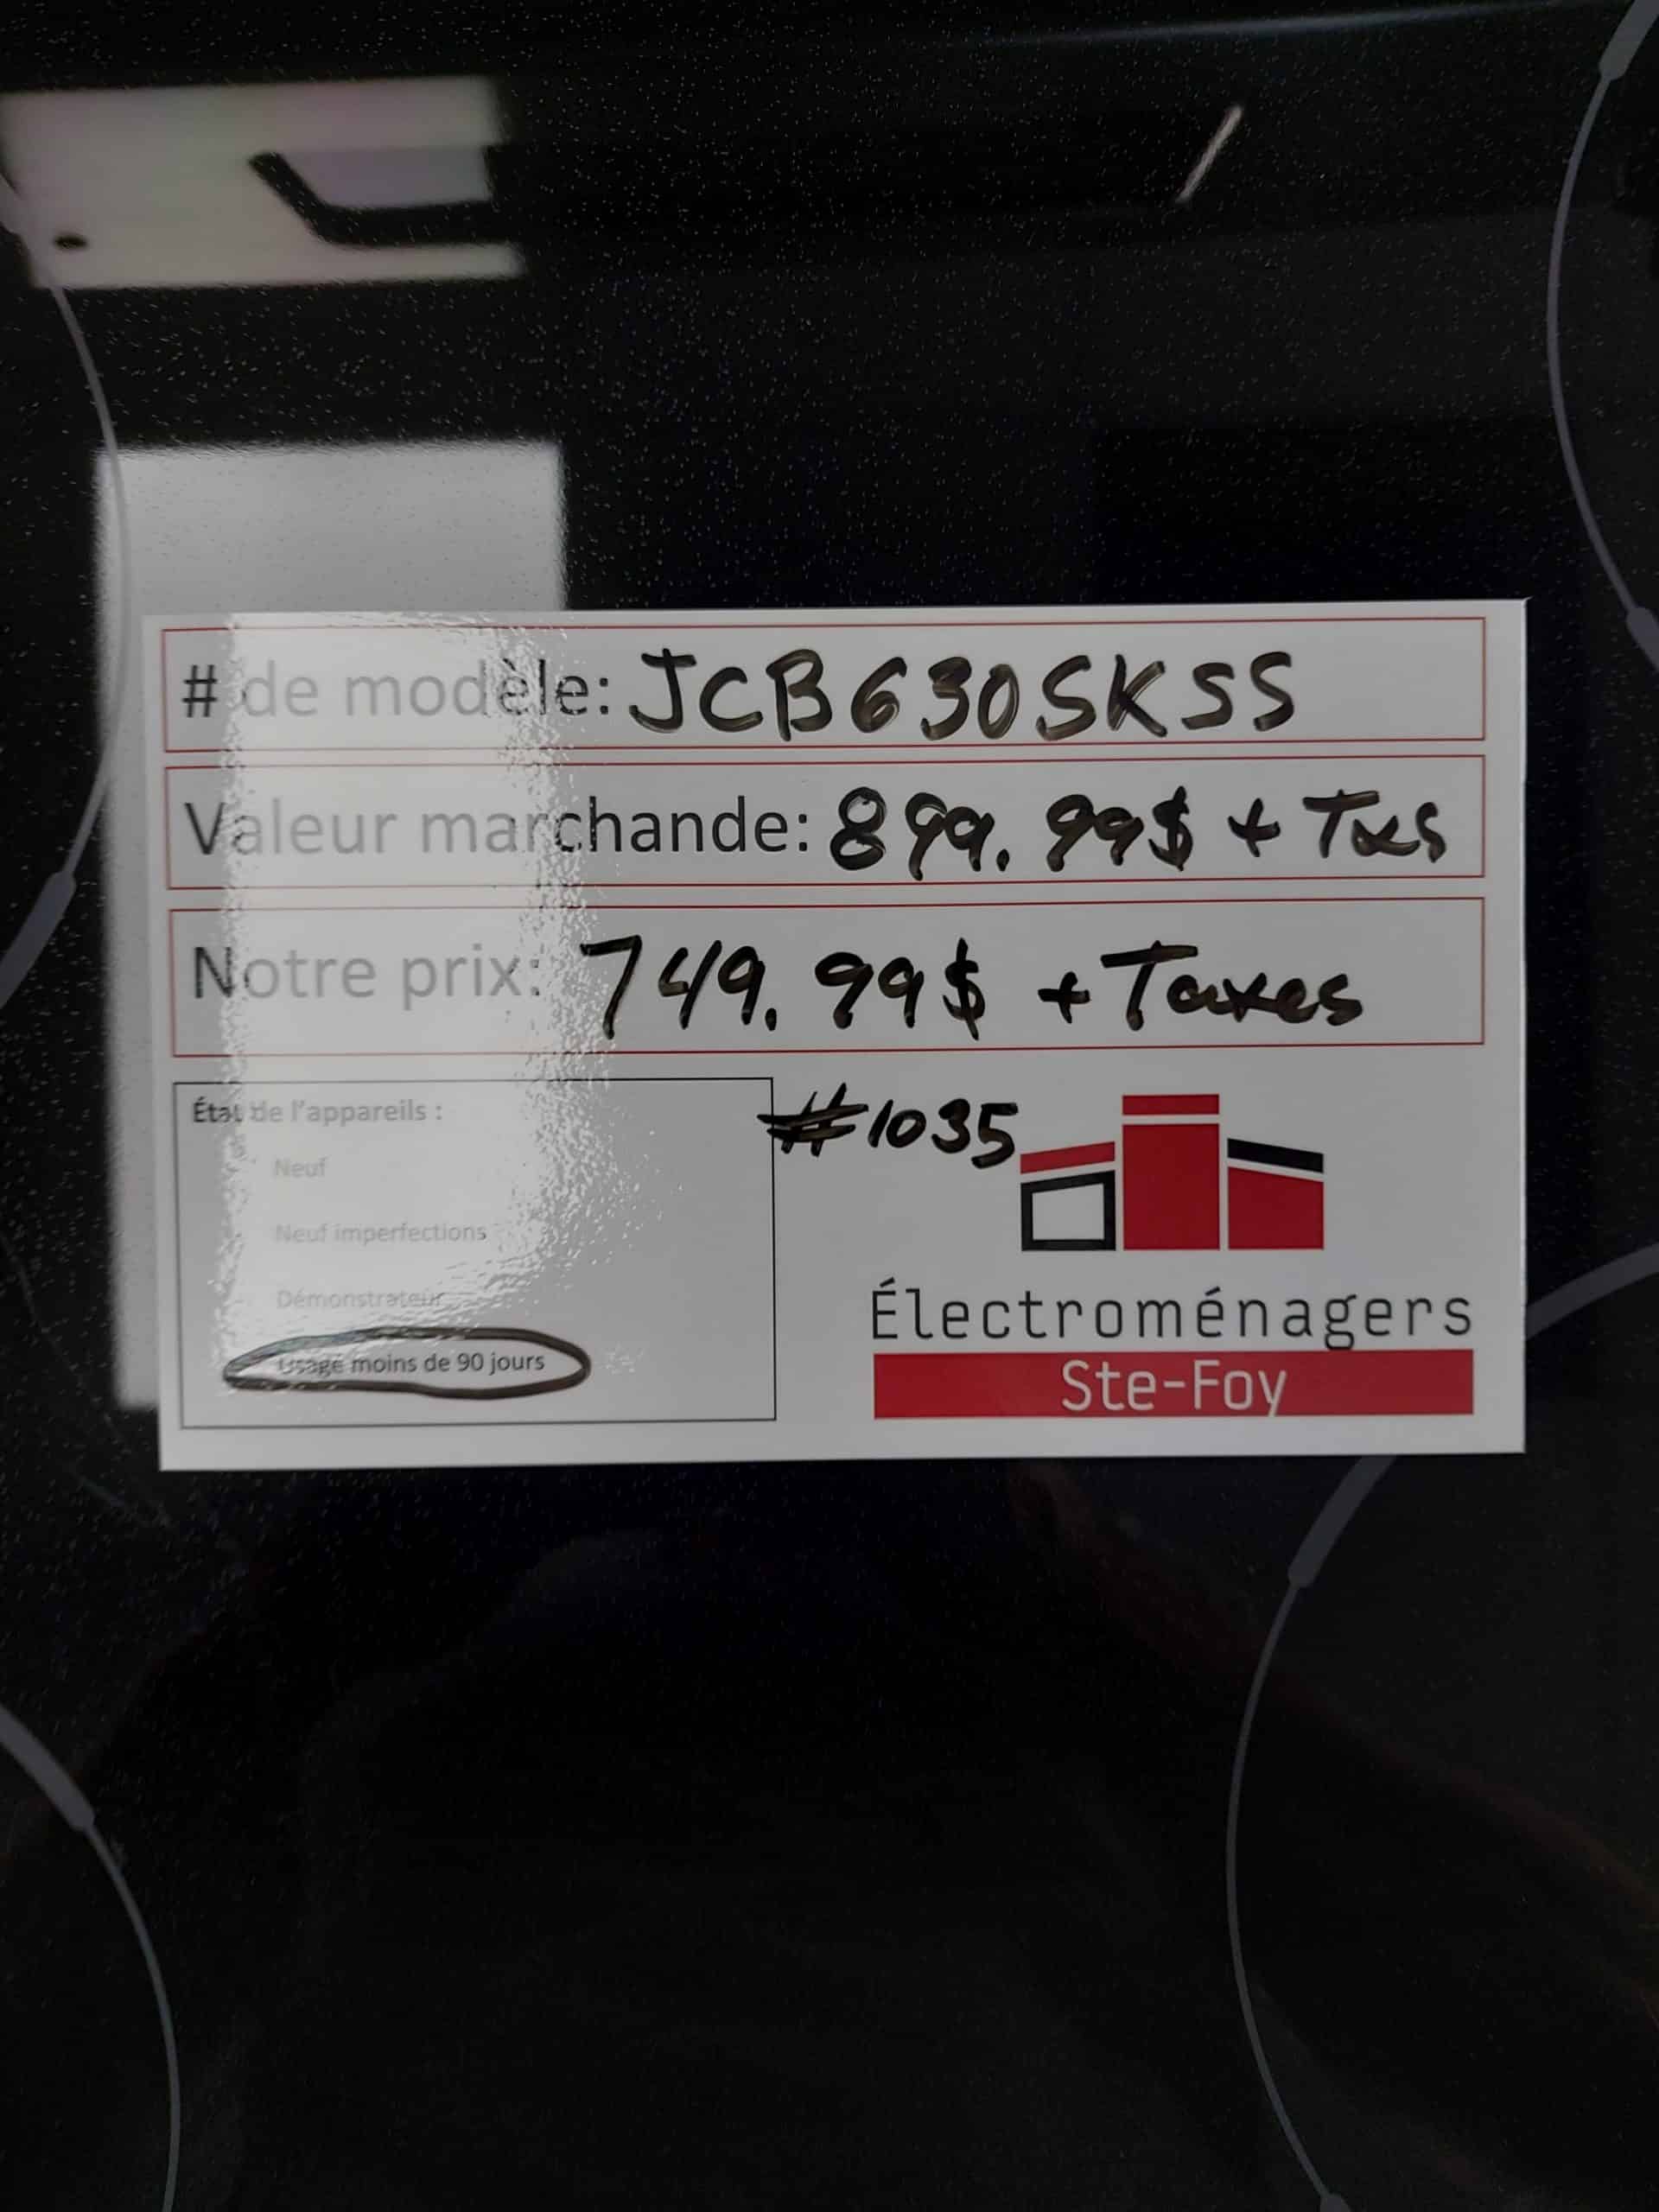 # de modèle: JCB630SKSS
Valeur marchande: 899.99$ + Txs
Notre prix: 749.99$ + Taxes
#1035
État de l'appareils :
Neuf
Neuf imperfections
Démonstrateur
Usage moins de 90 jours
Électroménagers
Ste-Foy